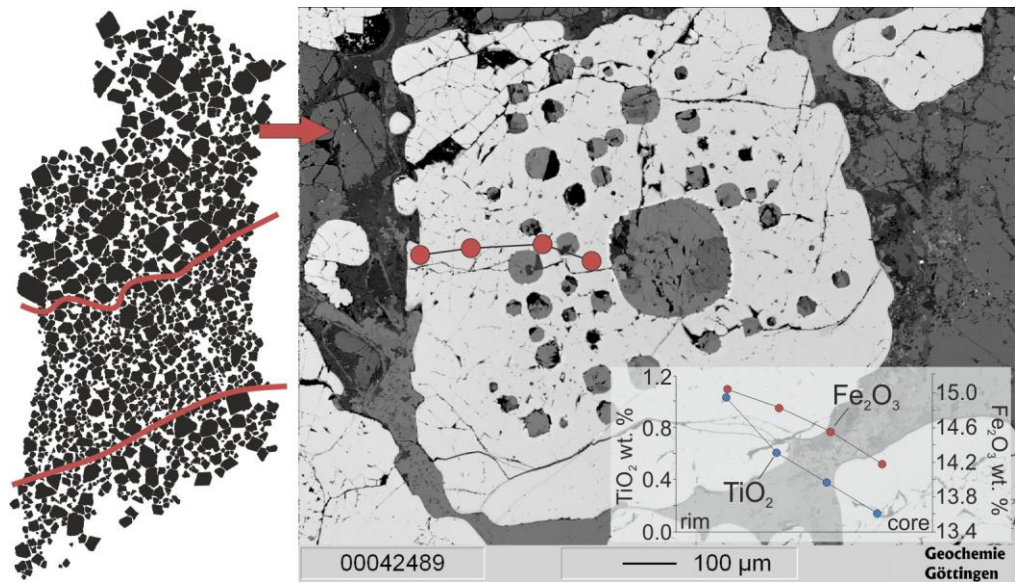 1.2
0.8
0.4
0.0
TiO₂ wt. %
Fe₂O₃
TiO₂
rim
core
15.0
14.6
14.2
13.8
13.4
Fe₂O₃ wt. %
00042489
100 µm
Geochemie
Göttingen